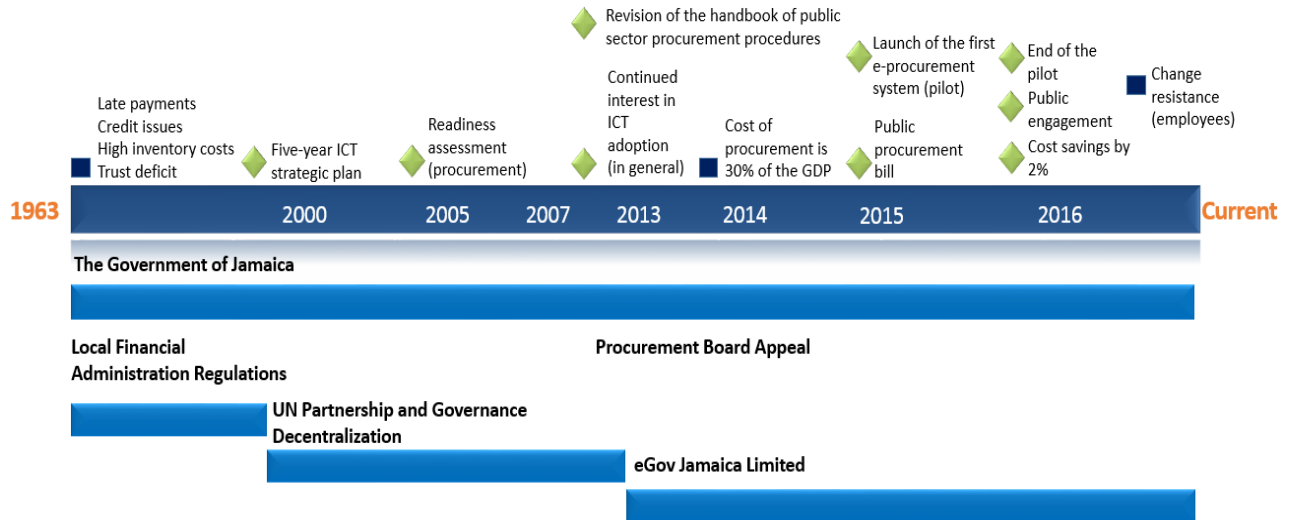 Late payments
Credit issues
High inventory costs
Trust deficit
Five-year ICT
strategic plan
Readiness
assessment
(procurement)
Revision of the handbook of public
sector procurement procedures
Continued
interest in
ICT
adoption
(in general)
Cost of
procurement is
30% of the GDP
Launch of the first
e-procurement
system (pilot)
Public
procurement
bill
End of the
pilot
Public
engagement
Cost savings by
2%
Change
resistance
(employees)
1963
2000
2005
2007
2013
2014
2015
2016
Current
The Government of Jamaica
Local Financial
Administration Regulations
Procurement Board Appeal
UN Partnership and Governance
Decentralization
eGov Jamaica Limited